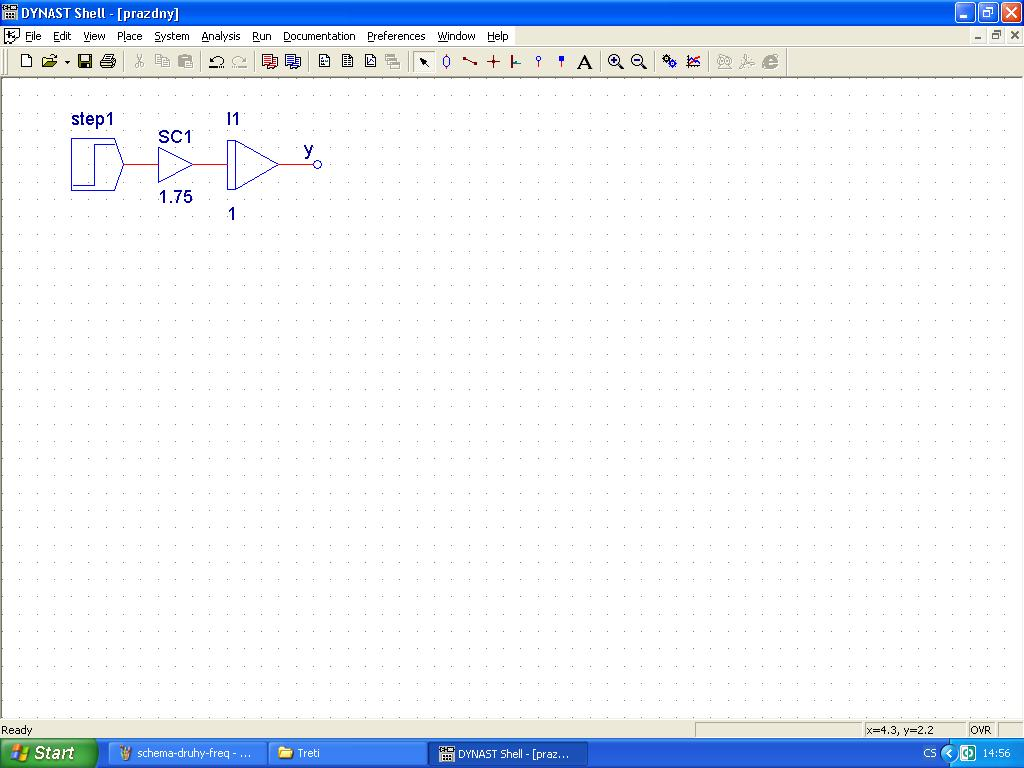 DYNAST Shell - [prazdny]
File Edit View Place System Analysis Run Documentation Preferences Window Help
A
step1
I1
SC1
y
1.75
1
Ready
x=4.3, y=2.2
OVR
Start
schema-druhy-freq - ...
Treti
DYNAST Shell - [praz...
CS
14:56